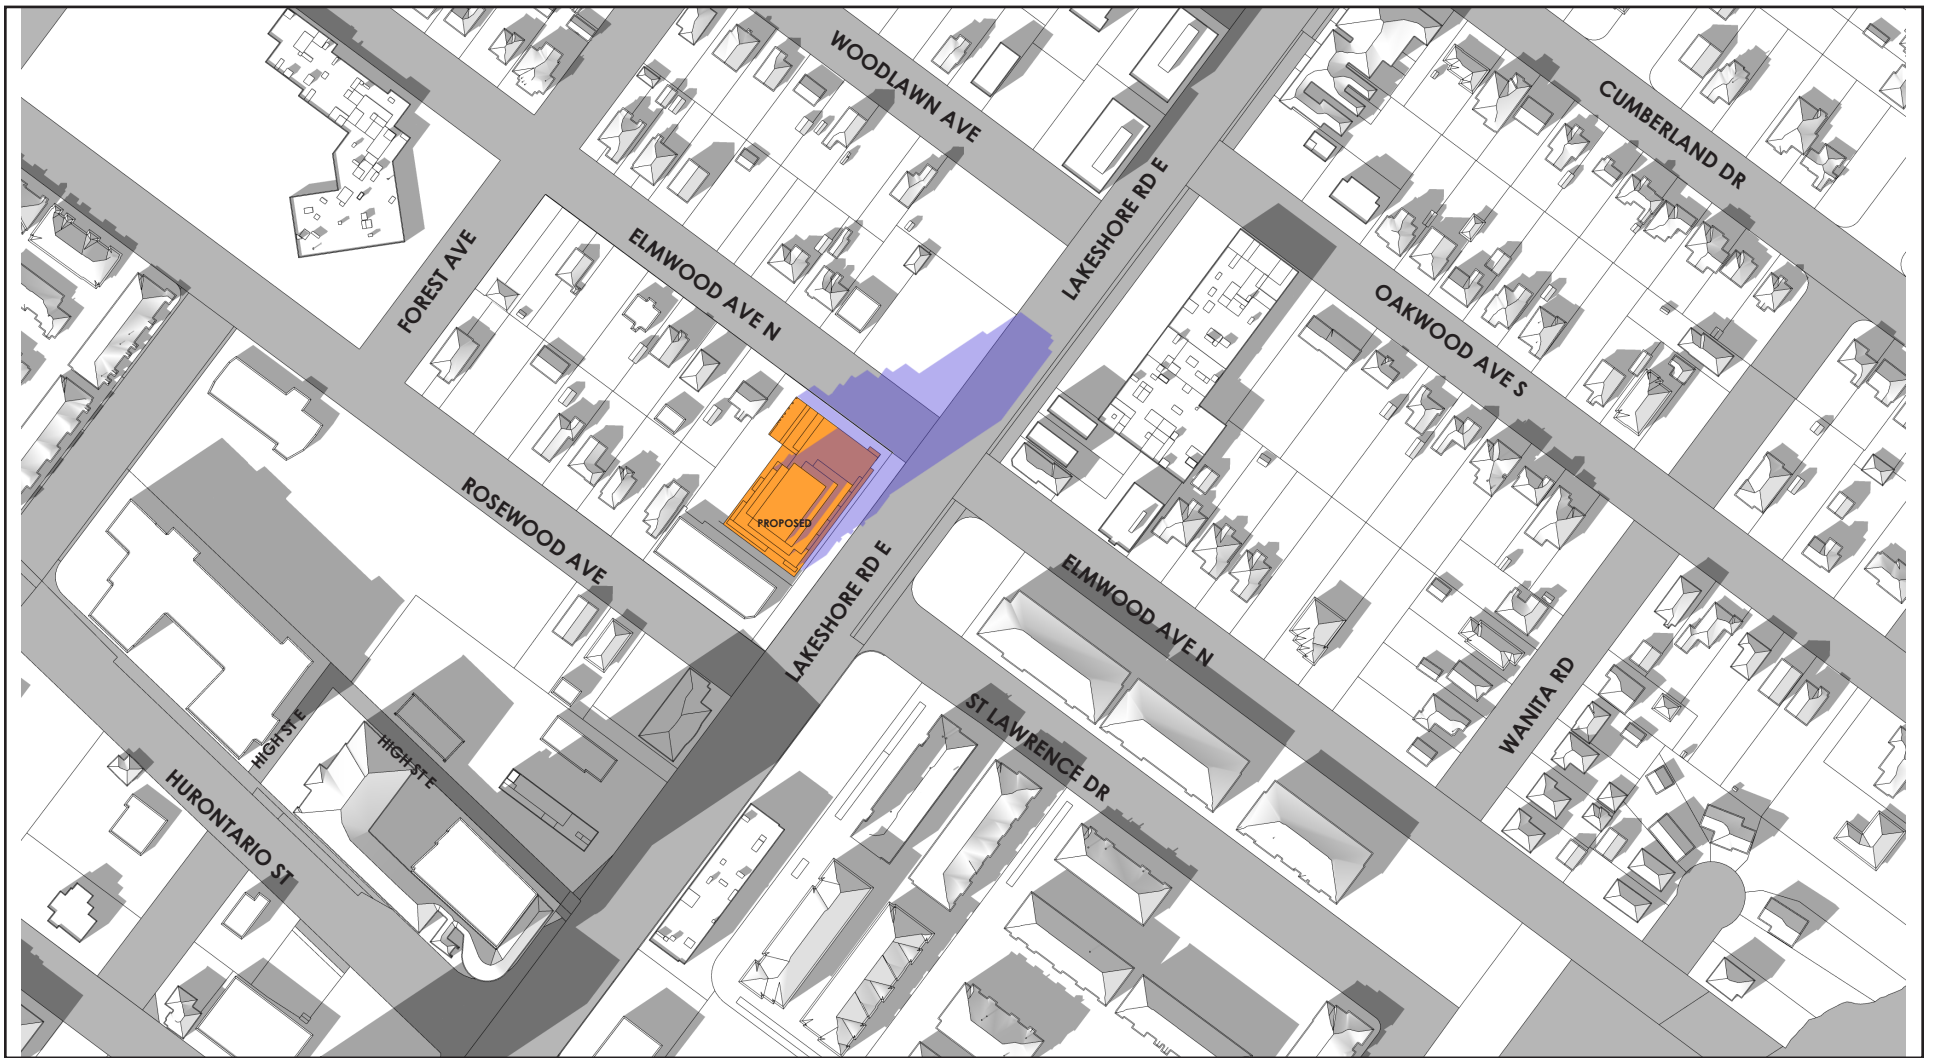 WOODLAWN AVE
CUMBERLAND DR
LAKESHORE RD E
FOREST AVE
ELMWOOD AVE N
OAKWOOD AVE S
PROPOSED
ROSEWOOD AVE
LAKESHORE RD E
ELMWOOD AVE N
WANITA RD
ST LAWRENCE DR
HIGH ST E
HIGH ST E
HURONTARIO ST